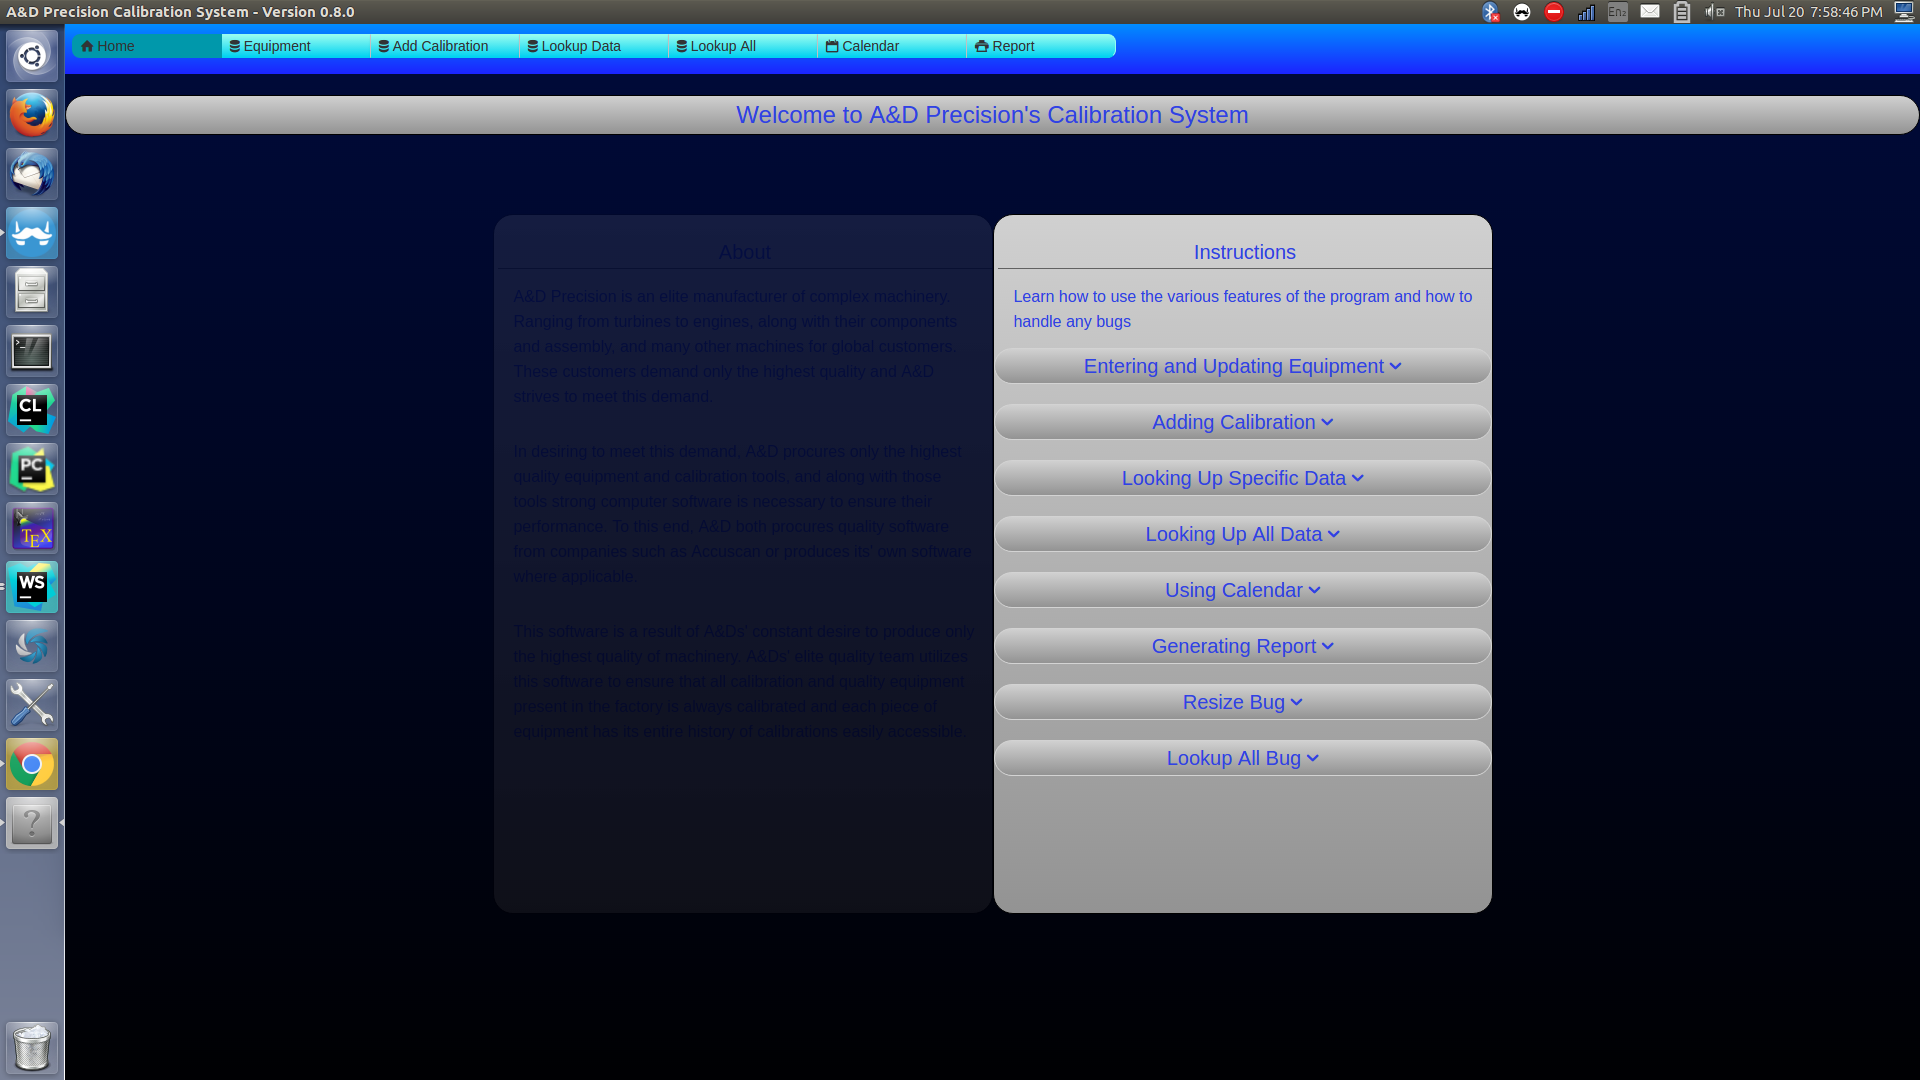 A&D Precision Calibration System - Version 0.8.0
En2
Thu Jul 20 7:58:46 PM
Home
Equipment
Add Calibration
Lookup Data
Lookup All
Calendar
Report
Welcome to A&D Precision's Calibration System
About
A&D Precision is an elite manufacturer of complex machinery.
Ranging from turbines to engines, along with their components
and assembly, and many other machines for global customers.
These customers demand only the highest quality and A&D
strives to meet this demand.
In desiring to meet this demand, A&D procures only the highest
quality equipment and calibration tools, and along with those
tools strong computer software is necessary to ensure their
performance. To this end, A&D both procures quality software
from companies such as Accuscan or produces its' own software
where applicable.
This software is a result of A&Ds' constant desire to produce only
the highest quality of machinery. A&Ds' elite quality team utilizes
this software to ensure that all calibration and quality equipment
present in the factory is always calibrated and each piece of
equipment has its entire history of calibrations easily accessible.
Instructions
Learn how to use the various features of the program and how to
handle any bugs
Entering and Updating Equipment
Adding Calibration
Looking Up Specific Data
Looking Up All Data
Using Calendar
Generating Report
Resize Bug
Lookup All Bug
CL
PC
TEX
WS
?